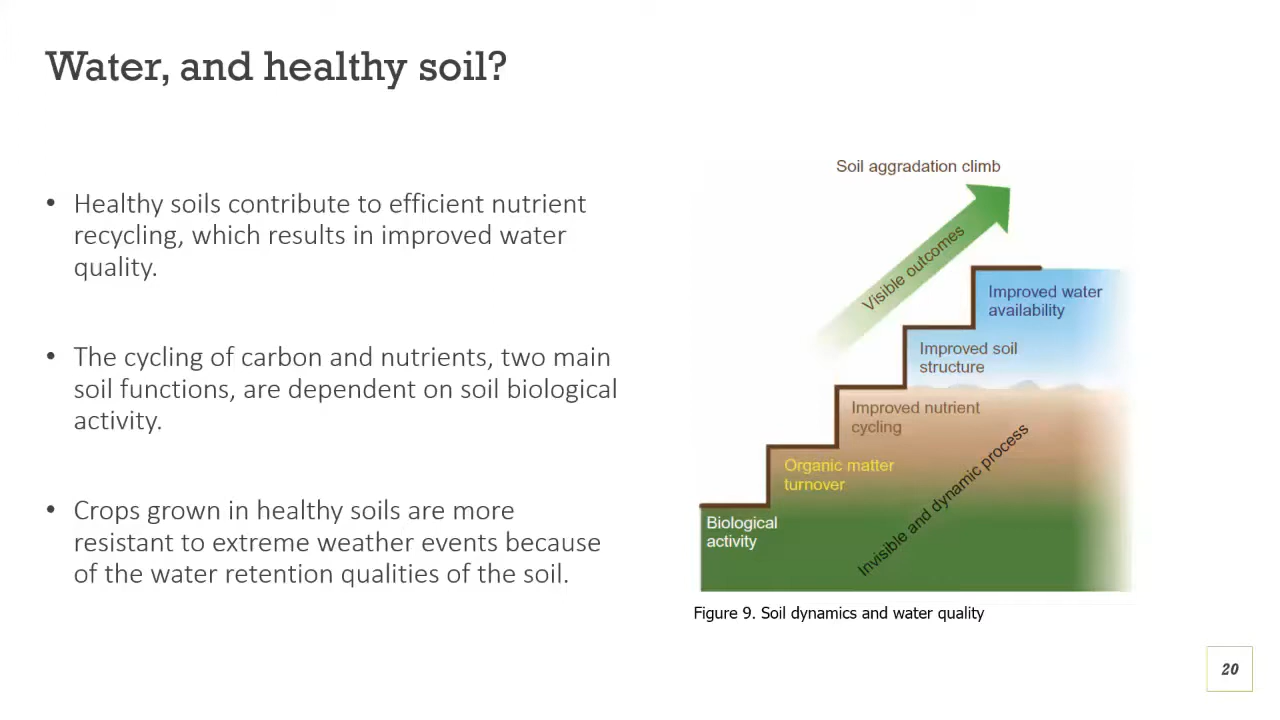 Water, and healthy soil?
• Healthy soils contribute to efficient nutrient
recycling, which results in improved water
quality.
• The cycling of carbon and nutrients, two main
soil functions, are dependent on soil biological
activity.
• Crops grown in healthy soils are more
resistant to extreme weather events because
of the water retention qualities of the soil.
Soil aggradation climb
Visible outcomes
Improved water
availability
Improved soil
structure
Improved nutrient
cycling
Organic matter
turnover
Biological
activity
Invisible and dynamic process
Figure 9. Soil dynamics and water quality
20